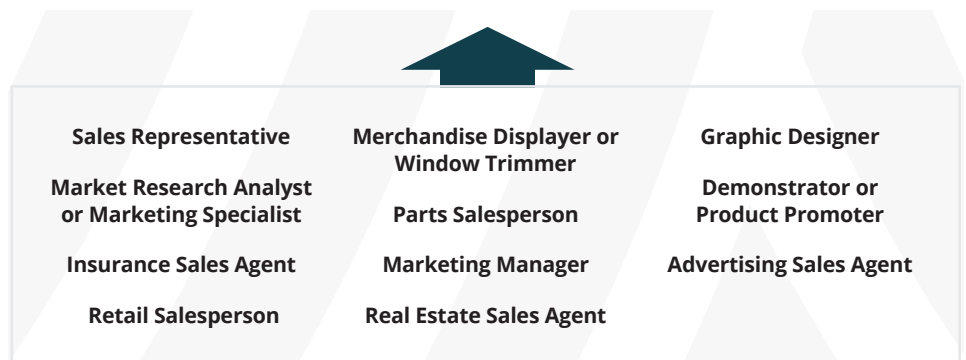 Sales Representative
Market Research Analyst
or Marketing Specialist
Insurance Sales Agent
Retail Salesperson
Merchandise Displayer or
Window Trimmer
Parts Salesperson
Marketing Manager
Real Estate Sales Agent
Graphic Designer
Demonstrator or
Product Promoter
Advertising Sales Agent